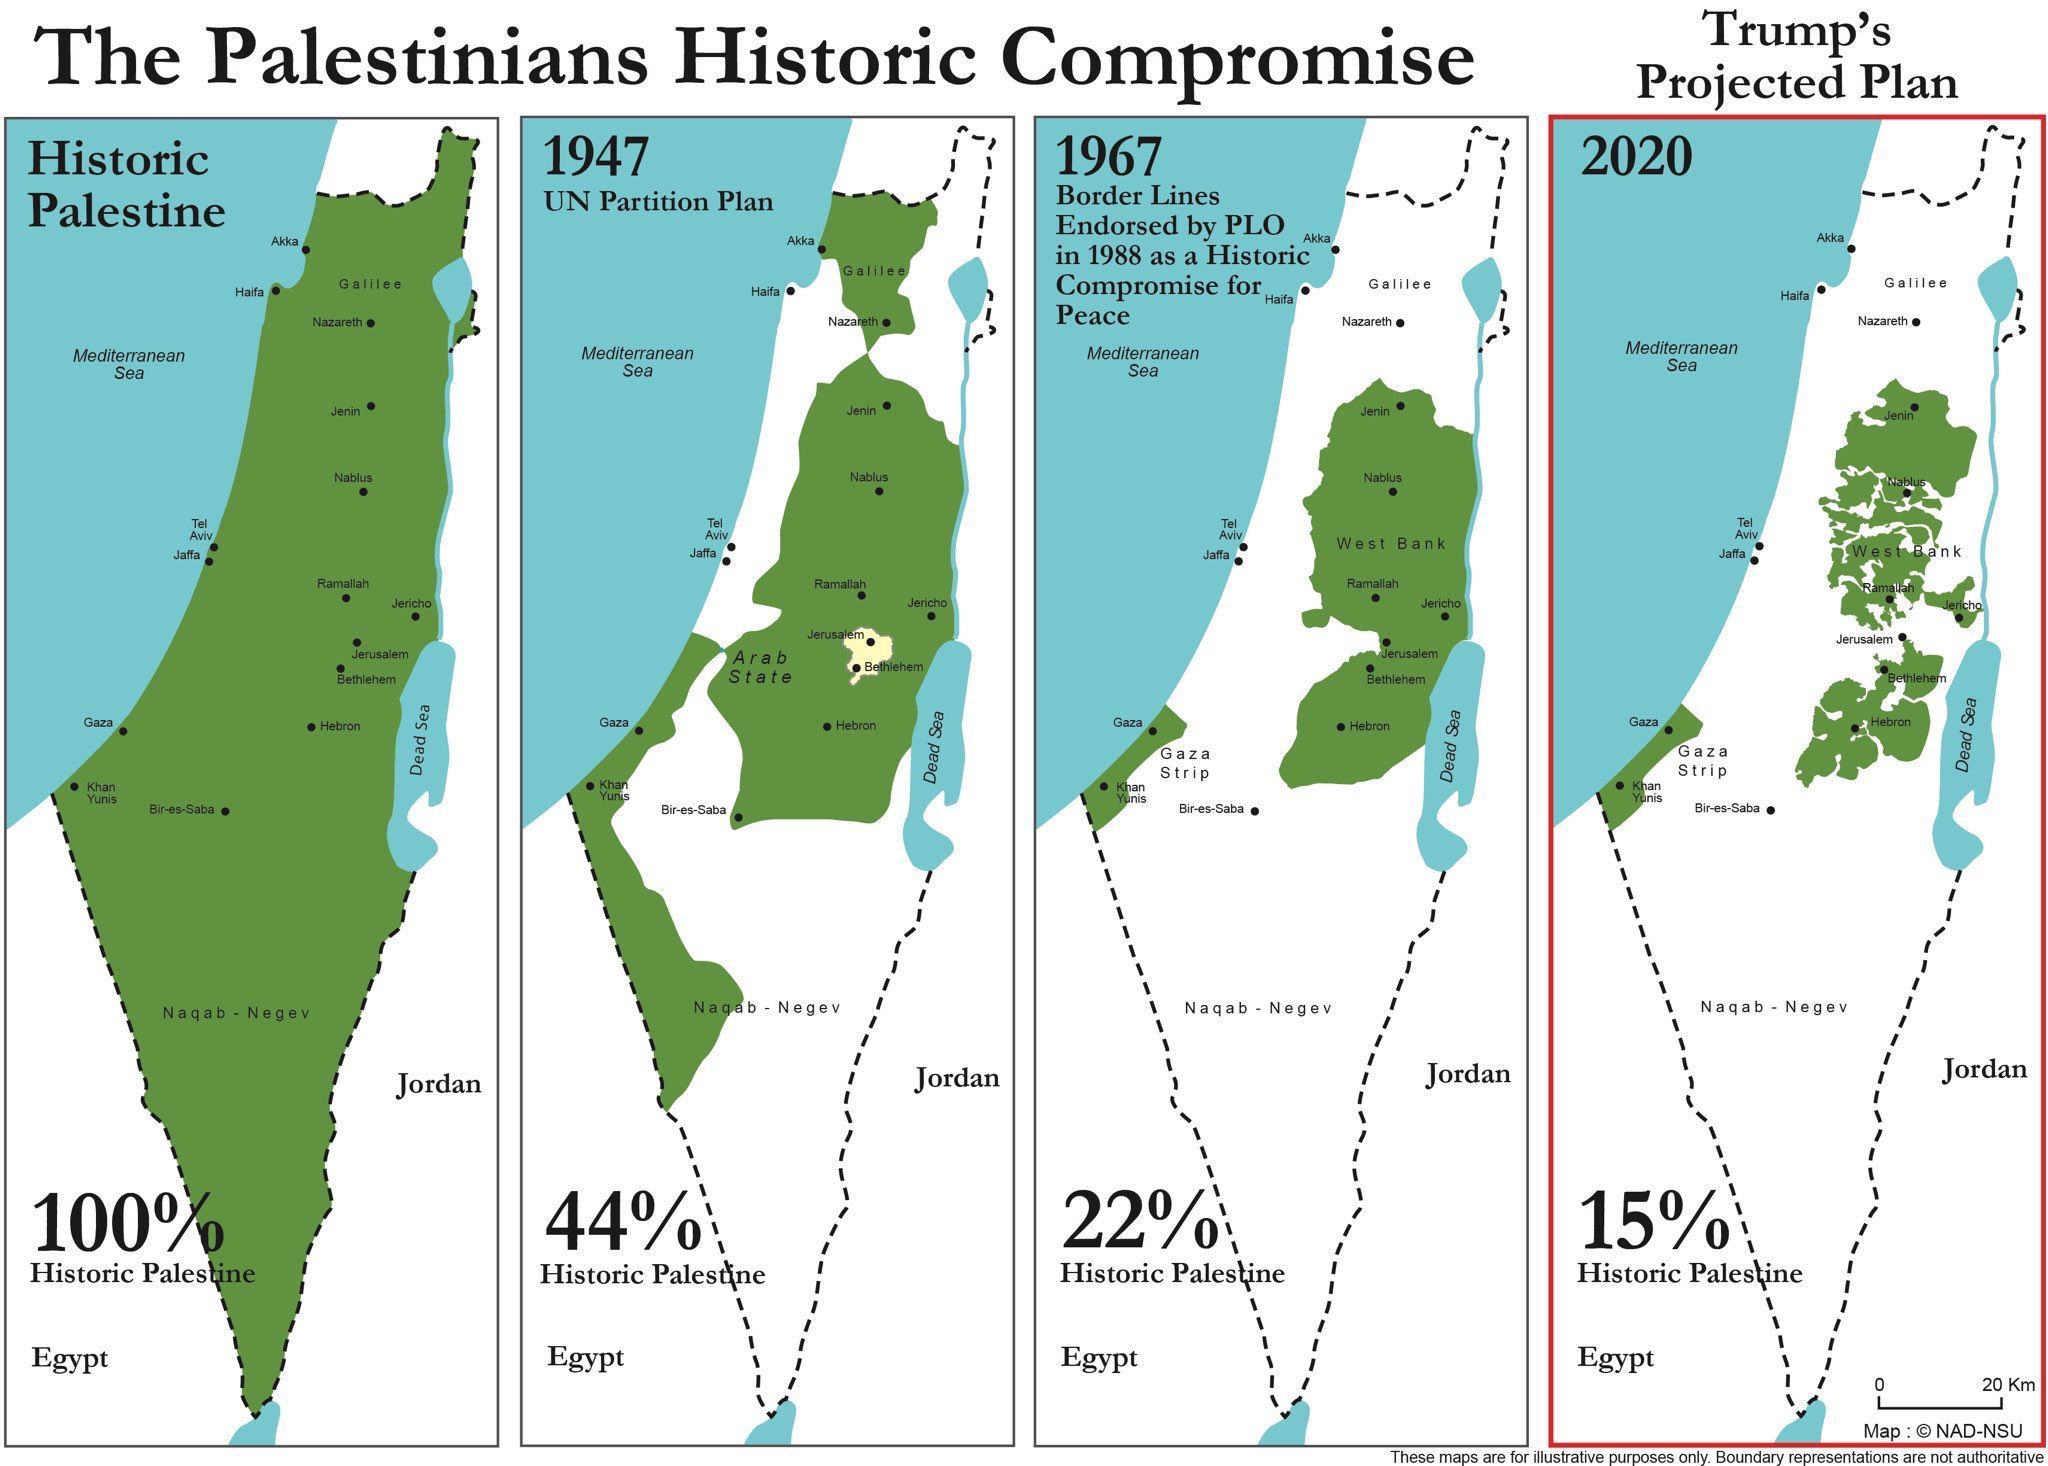 The Palestinians Historic Compromise
Trump's
Projected Plan
Historic
Palestine
Akka
Galilee
Haifa
Nazareth
Mediterranean
Sea
Jenin
Nablus
Tel
Aviv
Jaffa
Ramallah
Jericho
Jerusalem
Bethlehem
Gaza
Hebron
Dead Sea
Khan
Yunis
Bir-es-Saba
Naqab - Negev
Jordan
100%
Historic Palestine
Egypt
1947
UN Partition Plan
Akka
Galilee
Haifa
Nazareth
Mediterranean
Sea
Jenin
Nablus
Tel
Aviv
Jaffa
Ramallah
Jericho
Jerusalem
Arab
State
Bethlehem
Gaza
Hebron
Dead Sea
Khan
Yunis
Bir-es-Saba
Naqab - Negev
Jordan
44%
Historic Palestine
Egypt
1967
Border Lines
Endorsed by PLO
in 1988 as a Historic
Compromise for
Peace
Akka
Galilee
Haifa
Nazareth
Mediterranean
Sea
Jenin
Nablus
Tel
Aviv
Jaffa
West Bank
Ramallah
Jericho
Jerusalem
Bethlehem
Gaza
Hebron
Gaza
Strip
Dead Sea
Khan
Yunis
Bir-es-Saba
Naqab - Negev
Jordan
22%
Historic Palestine
Egypt
2020
Akka
Galilee
Haifa
Nazareth
Mediterranean
Sea
Jenin
Nablus
Tel
Aviv
Jaffa
West Bank
Ramallah
Jericho
Jerusalem
Bethlehem
Gaza
Hebron
Gaza
Strip
Dead Sea
Khan
Yunis
Bir-es-Saba
Naqab - Negev
Jordan
15%
Historic Palestine
Egypt
0 20 Km
Map : © NAD-NSU
These maps are for illustrative purposes only. Boundary representations are not authoritative